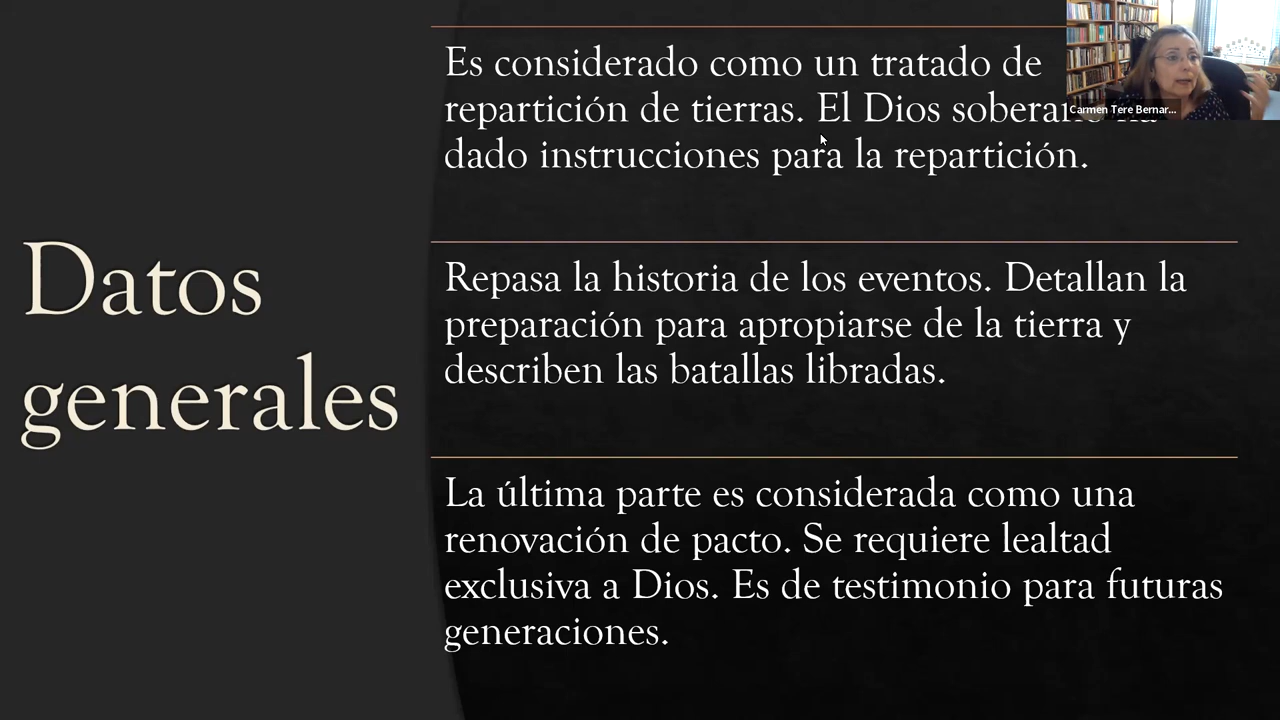 Datos
generales
Es considerado como un tratado de
repartición de tierras. El Dios
dado instrucciones para la repartición.
Repasa la historia de los eventos. Detallan la
preparación para apropiarse de la tierra y
describen las batallas libradas.
La última parte es considerada como una
renovación de pacto. Se requiere lealtad
exclusiva a Dios. Es de testimonio para futuras
generaciones.
Carmen Tere Bernar...